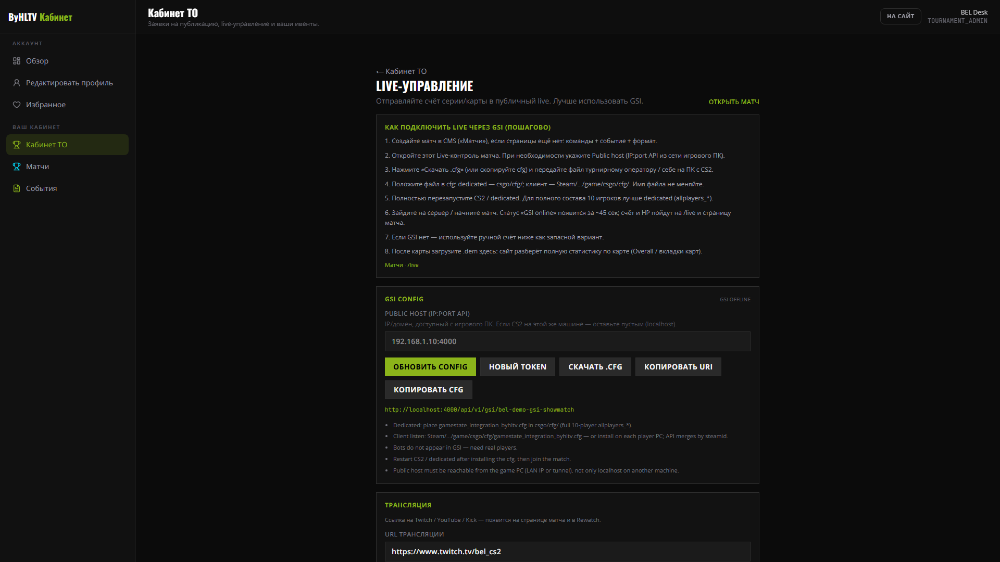 ByHLTV Кабинет
Кабинет ТО
Заявки на публикацию, live-управление и ваши ивенты.
НА САЙТ
BEL Desk
TOURNAMENT_ADMIN
АККАУНТ
Обзор
Редактировать профиль
Избранное
ВАШ КАБИНЕТ
Кабинет ТО
Матчи
События
← Кабинет ТО
LIVE-УПРАВЛЕНИЕ
Отправляйте счёт серии/карты в публичный live. Лучше использовать GSI.
ОТКРЫТЬ МАТЧ
КАК ПОДКЛЮЧИТЬ LIVE ЧЕРЕЗ GSI (ПОШАГОВО)
1. Создайте матч в CMS («Матчи»), если страницы ещё нет: команды + событие + формат.
2. Откройте этот Live-контроль матча. При необходимости укажите Public host (IP:port API из сети игрового ПК).
3. Нажмите «Скачать .cfg» (или скопируйте cfg) и передайте файл турнирному оператору / себе на ПК с CS2.
4. Положите файл в cfg: dedicated — csgo/cfg/; клиент — Steam/.../game/csgo/cfg/. Имя файла не меняйте.
5. Полностью перезапустите CS2 / dedicated. Для полного состава 10 игроков лучше dedicated (allplayers_*).
6. Зайдите на сервер / начните матч. Статус «GSI online» появится за ~45 сек; счёт и HP пойдут на /live и страницу
матча.
7. Если GSI нет — используйте ручной счёт ниже как запасной вариант.
8. После карты загрузите .dem здесь: сайт разберёт полную статистику по карте (Overall / вкладки карт).
Матчи · /live
GSI CONFIG
GSI OFFLINE
PUBLIC HOST (IP:PORT API)
IP/домен, доступный с игрового ПК. Если CS2 на этой же машине — оставьте пустым (localhost).
192.168.1.10:4000
ОБНОВИТЬ CONFIG
НОВЫЙ TOKEN
СКАЧАТЬ .CFG
КОПИРОВАТЬ URI
КОПИРОВАТЬ CFG
http://localhost:4000/api/v1/gsi/bel-demo-gsi-showmatch
• Dedicated: place gamestate_integration_byhltv.cfg in csgo/cfg/ (full 10-player allplayers_*).
• Client listen: Steam/.../game/csgo/cfg/gamestate_integration_byhltv.cfg — or install on each player PC; API merges by steamid.
• Bots do not appear in GSI — need real players.
• Restart CS2 / dedicated after installing the cfg, then join the match.
• Public host must be reachable from the game PC (LAN IP or tunnel), not only localhost on another machine.
ТРАНСЛЯЦИЯ
Ссылка на Twitch / YouTube / Kick — появится на странице матча и в Rewatch.
URL ТРАНСЛЯЦИИ
https://www.twitch.tv/bel_cs2